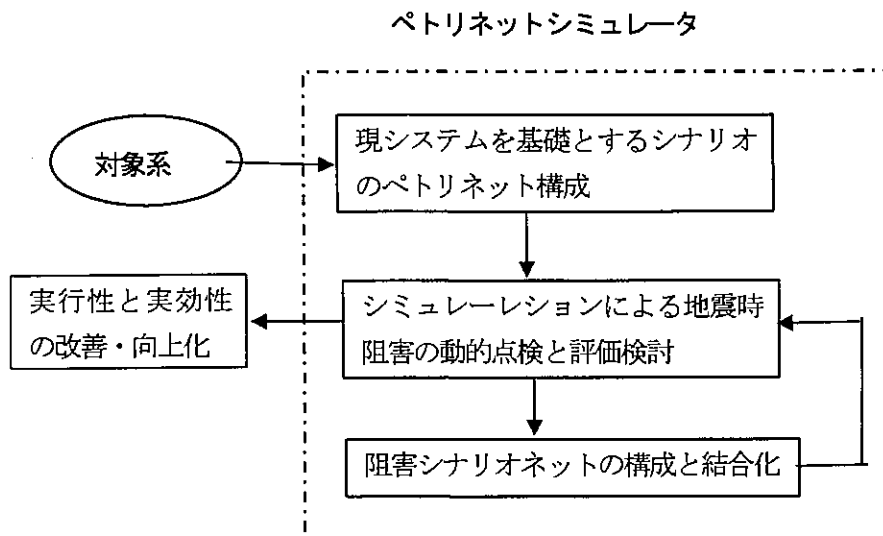 ペトリネットシミュレータ
対象系
現システムを基礎とするシナリオ
のペトリネット構成
実行性と実効性
の改善・向上化
シミュレーレションによる地震時
阻害の動的点検と評価検討
阻害シナリオネットの構成と結合化